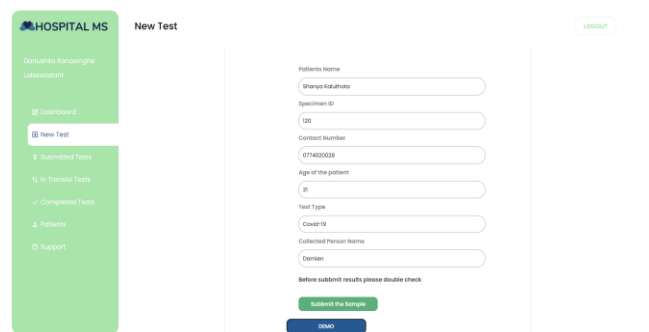 HOSPITAL MS
New Test
LOGOUT
Danushka Ranasinghe
Labassistant
Dashboard
New Test
Submitted Tests
In Transist Tests
Completed Tests
Patients
Support
Patients Name
Shanya Kaluthota
Specimen ID
120
Contact Number
0774020028
Age of the patient
21
Test Type
Covid-19
Collected Person Name
Damien
Before subbmit results please double check
Subbmit the Sample
DEMO